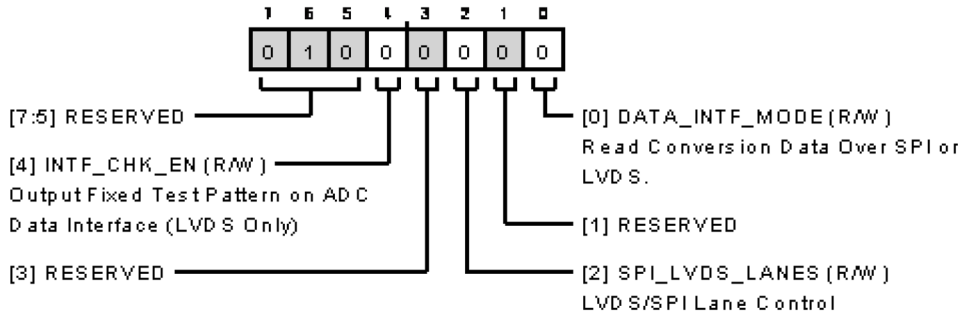 7 6 5 4 3 2 1 0
0 1 0 0 0 0 0 0
[7:5] RESERVED
[4] INTF_CHK_EN (R/W)
Output Fixed Test Pattern on ADC
Data Interface (LVDS Only)
[3] RESERVED
[0] DATA_INTF_MODE (R/W)
Read Conversion Data Over SPI or
LVDS.
[1] RESERVED
[2] SPI_LVDS_LANES (R/W)
LVDS/SPI Lane Control